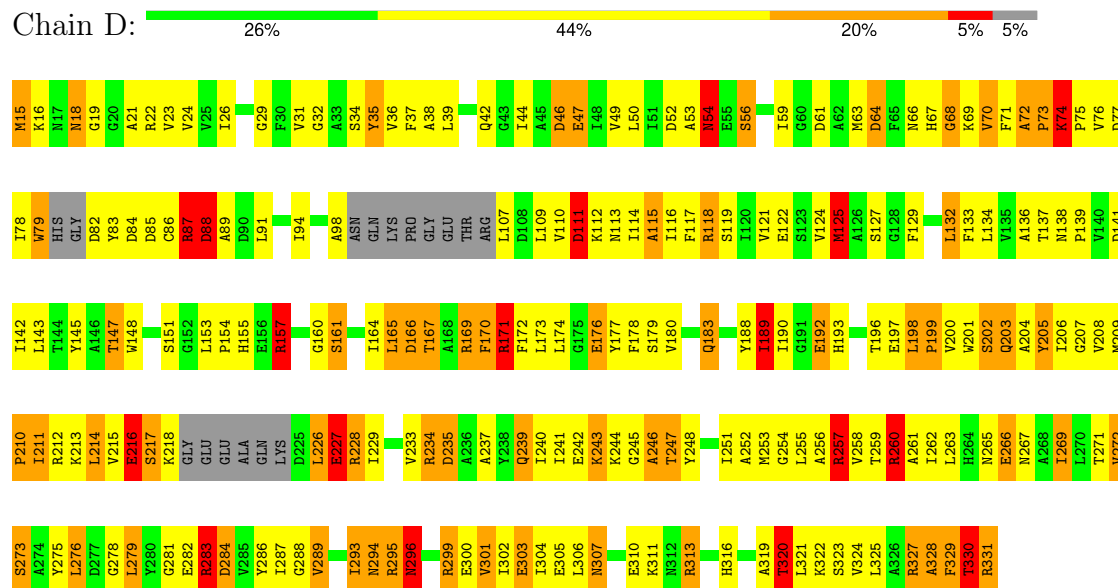 Chain D:
26% 44% 20% 5% 5%
M15 K16 N17 N18 G19 G20 A21 R22 V23 V24 V25 I26 G29 F30 V31 G32 A33 S34 Y35 V36 F37 A38 L39 Q42 G43 I44 A45 D46 E47 I48 V49 L50 I51 D52 A53 N54 E55 S56 I59 G60 D61 A62 M63 D64 F65 N66 H67 G68 K69 V70 F71 A72 P73 K74 P75 V76 D77
I78 W79 HIS GLY D82 Y83 D84 D85 C86 R87 D88 A89 D90 L91 I94 A98 ASN GLN LYS PRO GLY GLU THR ARG L107 D108 L109 V110 D111 K112 N113 I114 A115 I116 F117 R118 S119 I120 V121 E122 S123 V124 M125 A126 S127 G128 F129 L132 F133 L134 V135 A136 T137 N138 P139 V140 D141
I142 L143 T144 Y145 A146 T147 W148 S151 G152 L153 P154 H155 E156 R157 G160 S161 I164 L165 D166 T167 A168 R169 F170 R171 F172 L173 L174 G175 E176 Y177 F178 S179 V180 Q183 Y188 I189 I190 G191 E192 H193 T196 E197 L198 P199 V200 W201 S202 Q203 A204 Y205 I206 G207 V208 M209
P210 I211 R212 K213 L214 V215 E216 S217 K218 GLY GLU GLU ALA GLN LYS D225 L226 E227 R228 I229 V233 R234 D235 A236 A237 Y238 Q239 I240 I241 E242 K243 K244 G245 A246 T247 Y248 I251 A252 M253 G254 L255 A256 R257 V258 T259 R260 A261 I262 L263 H264 N265 E266 N267 A268 I269 L270 T271 V272
S273 A274 Y275 L276 D277 G278 L279 Y280 G281 E282 R283 D284 V285 Y286 I287 G288 V289 I293 N294 R295 N296 R299 E300 V301 I302 E303 I304 E305 L306 N307 E310 K311 N312 R313 H316 A319 T320 L321 K322 S323 V324 L325 A326 R327 A328 F329 T330 R331